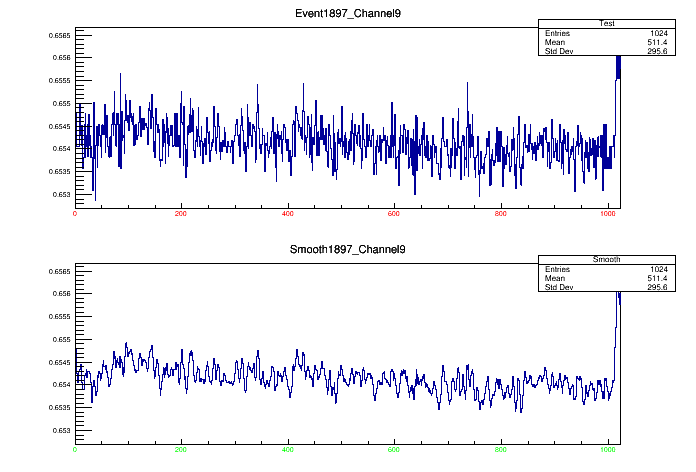 Event1897_Channel9
Test
Entries 1024
Mean 511.4
Std Dev 295.6
0.6565
0.656
0.6555
0.655
0.6545
0.654
0.6535
0.653
0 200 400 600 800 1000
Smooth1897_Channel9
Smooth
Entries 1024
Mean 511.4
Std Dev 295.6
0.6565
0.656
0.6555
0.655
0.6545
0.654
0.6535
0.653
0 200 400 600 800 1000